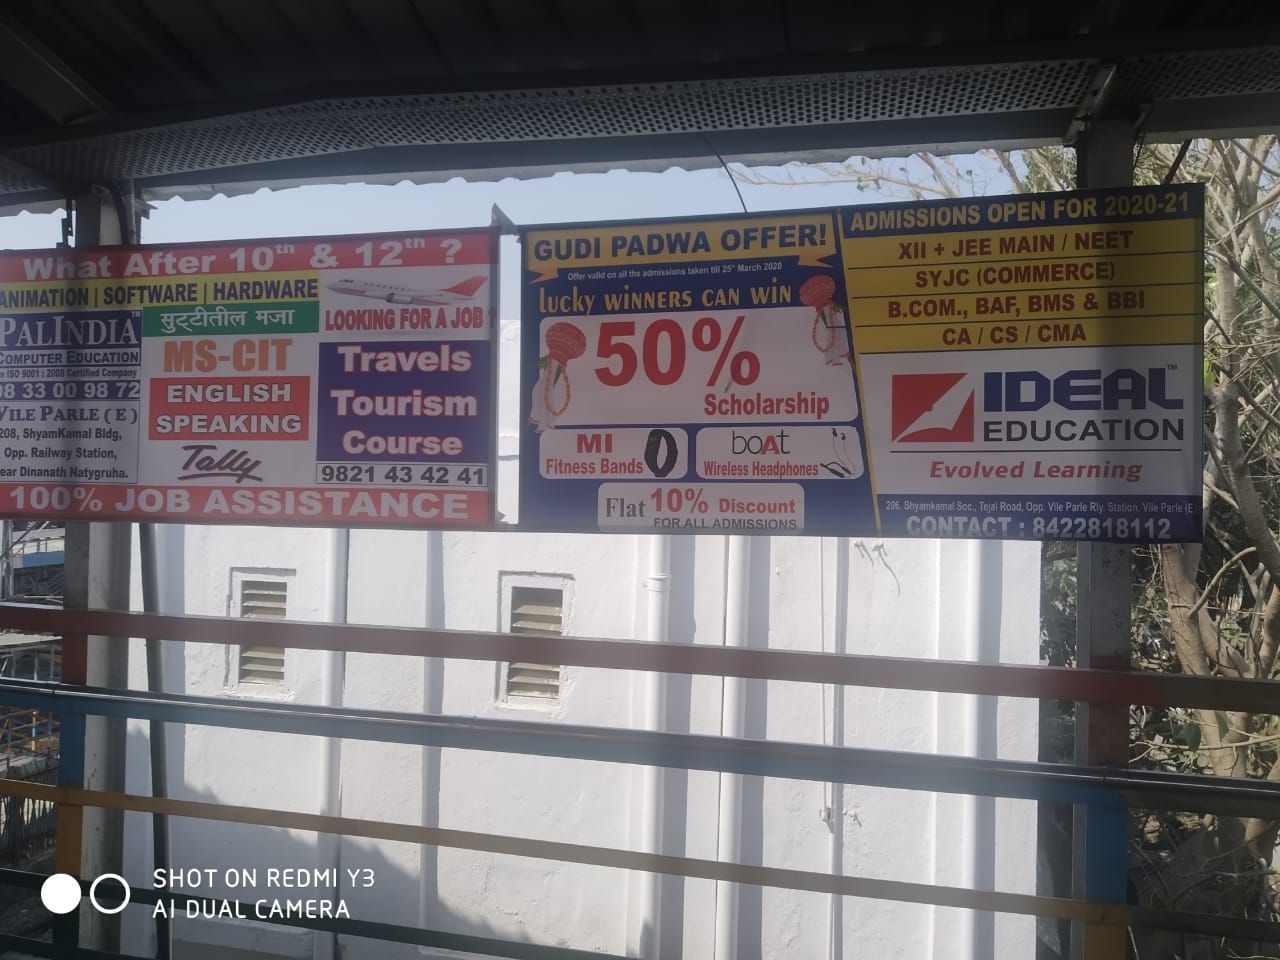 What After 10th & 12th ?
ANIMATION | SOFTWARE | HARDWARE
PALINDIA™
COMPUTER EDUCATION
ISO 9001 : 2008 Certified Company
98 72
VILE PARLE (E)
208, ShyamKamal Bldg,
Opp. Railway Station,
Dinanath Natygruha.
सुट्टीतील मजा
MS-CIT
ENGLISH
SPEAKING
Tally
LOOKING FOR A JOB ?
Travels
Tourism
Course
9821 43 42 41
100% JOB ASSISTANCE
GUDI PADWA OFFER!
Offer valid on all the admissions taken till 25th March 2020
lucky WINNERS CAN WIN
50%
Scholarship
MI
Fitness Bands
boAt
Wireless Headphones
Flat 10% Discount
FOR ALL ADMISSIONS
ADMISSIONS OPEN FOR 2020-21
XII + JEE MAIN / NEET
SYJC (COMMERCE)
B.COM., BAF, BMS & BBI
CA / CS / CMA
IDEAL™
EDUCATION
Evolved Learning
206, Shyamkamal Soc., Tejal Road, Opp. Vile Parle Rly. Station, Vile Parle (E)
CONTACT : 8422818112
SHOT ON REDMI Y3
AI DUAL CAMERA